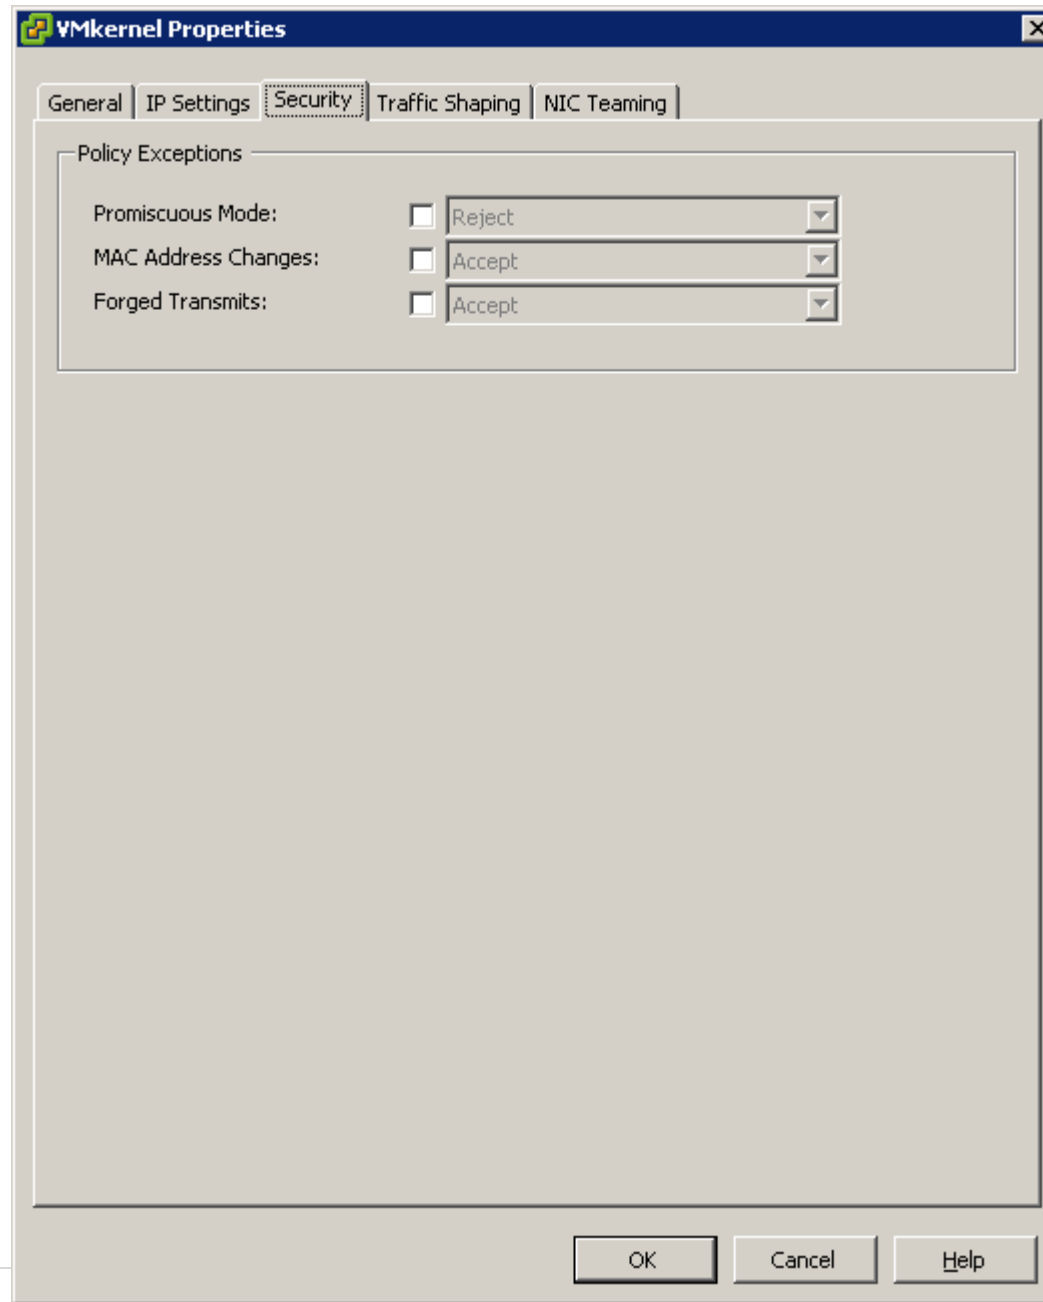 VMkernel Properties
General IP Settings Security Traffic Shaping NIC Teaming
Policy Exceptions
Promiscuous Mode: Reject
MAC Address Changes: Accept
Forged Transmits: Accept
OK Cancel Help